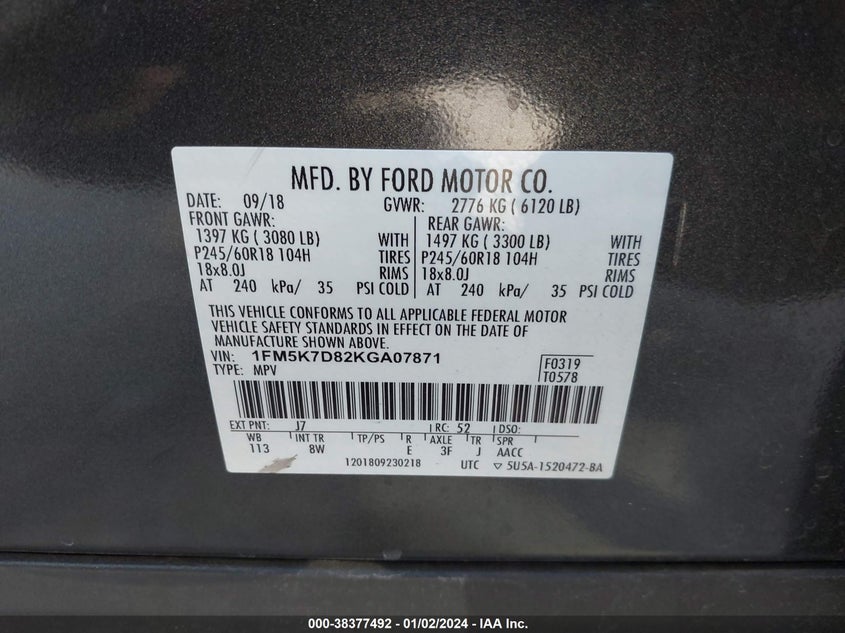 MFD. BY FORD MOTOR CO.
DATE: 09/18 GVWR: 2776 KG ( 6120 LB)
FRONT GAWR: REAR GAWR:
1397 KG ( 3080 LB) WITH 1497 KG ( 3300 LB) WITH
P245/60R18 104H TIRES P245/60R18 104H TIRES
18x8.0J RIMS 18x8.0J RIMS
AT 240 kPa/ 35 PSI COLD AT 240 kPa/ 35 PSI COLD
THIS VEHICLE CONFORMS TO ALL APPLICABLE FEDERAL MOTOR
VEHICLE SAFETY STANDARDS IN EFFECT ON THE DATE OF
MANUFACTURE SHOWN ABOVE.
VIN: 1FM5K7D82KGA07871 F0319
TYPE: MPV T0578
EXT PNT: J7 RC: 52 DSO:
WB INT TR TP/PS R AXLE TR SPR
113 8W E 3F J AACC
1201809230218 UTC ▽ 5U5A-1520472-BA
000-38377492 - 01/02/2024 - IAA Inc.